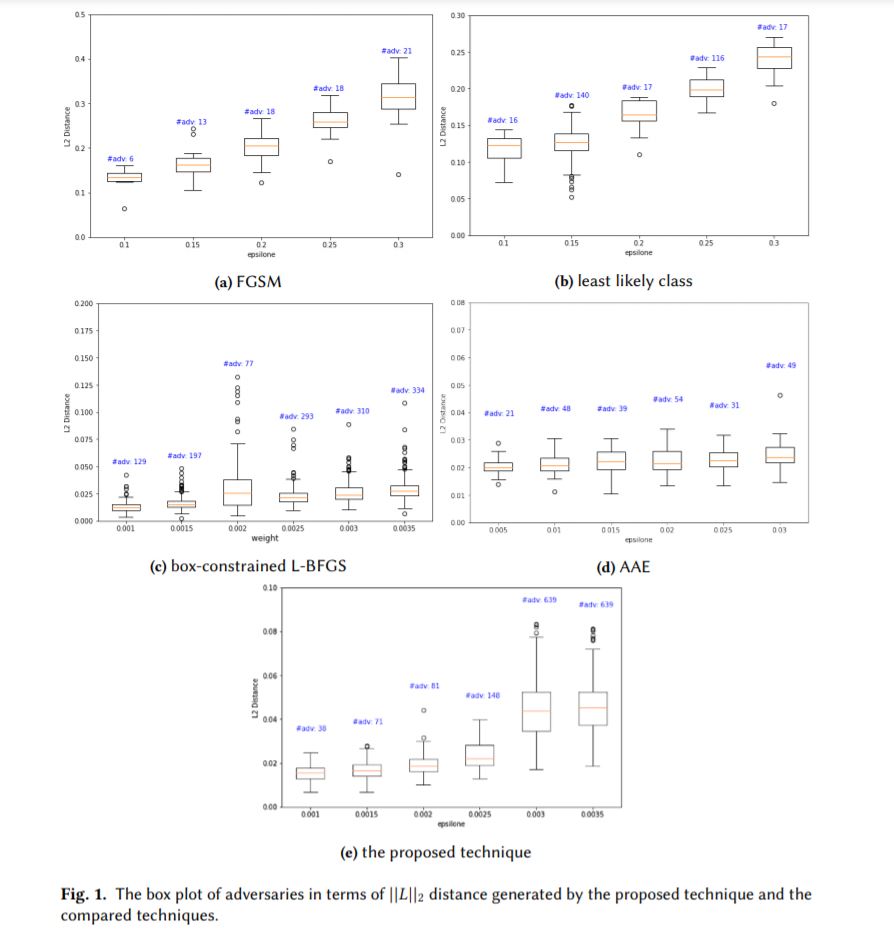 0.5
0.4
0.3
0.2
0.1
0.0
L2 Distance
#adv: 6
#adv: 13
#adv: 18
#adv: 18
#adv: 21
0.1 0.15 0.2 0.25 0.3
epsilone
(a) FGSM
0.30
0.25
0.20
0.15
0.10
0.05
0.00
L2 Distance
#adv: 16
#adv: 140
#adv: 17
#adv: 116
#adv: 17
0.1 0.15 0.2 0.25 0.3
epsilone
(b) least likely class
0.200
0.175
0.150
0.125
0.100
0.075
0.050
0.025
0.000
L2 Distance
#adv: 129
#adv: 197
#adv: 77
#adv: 293
#adv: 310
#adv: 334
0.001 0.0015 0.002 0.0025 0.003 0.0035
weight
(c) box-constrained L-BFGS
0.08
0.07
0.06
0.05
0.04
0.03
0.02
0.01
0.00
L2 Distance
#adv: 21
#adv: 48
#adv: 39
#adv: 54
#adv: 31
#adv: 49
0.005 0.01 0.015 0.02 0.025 0.03
epsilone
(d) AAE
0.10
0.08
0.06
0.04
0.02
0.00
L2 Distance
#adv: 38
#adv: 71
#adv: 81
#adv: 148
#adv: 639
#adv: 639
0.001 0.0015 0.002 0.0025 0.003 0.0035
epsilone
(e) the proposed technique
Fig. 1. The box plot of adversaries in terms of ||L||₂ distance generated by the proposed technique and the
compared techniques.